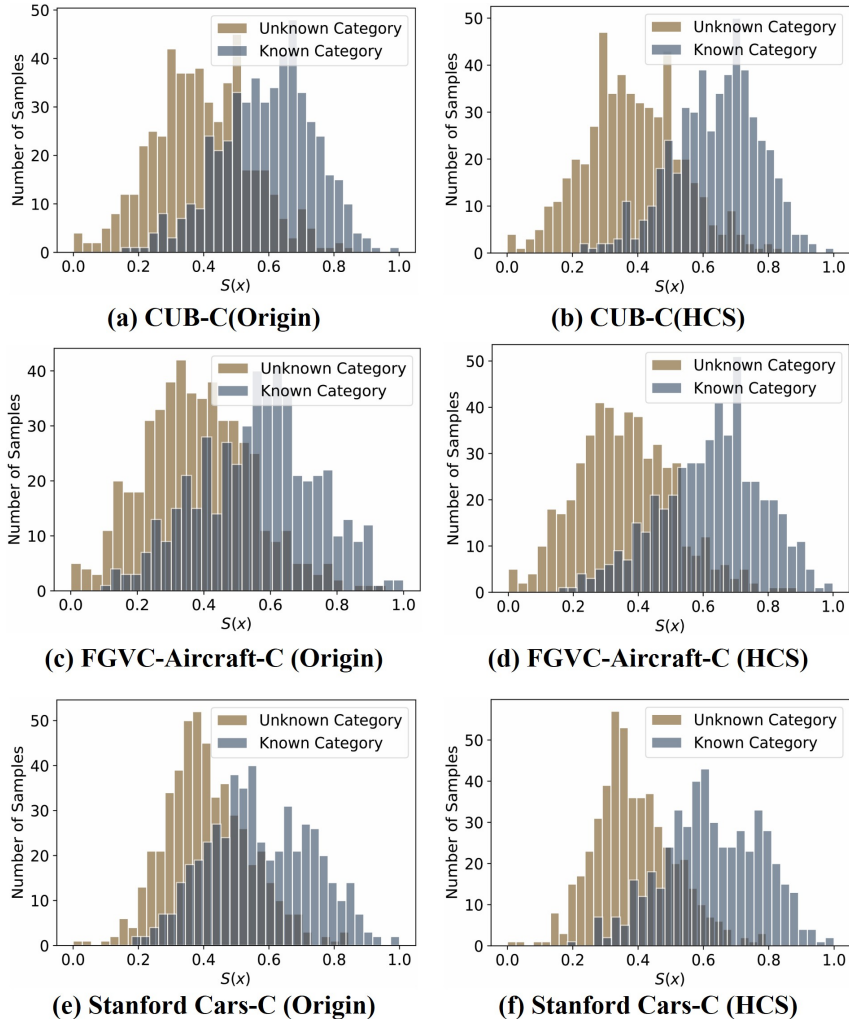 50
40
30
20
10
0
Number of Samples
Unknown Category
Known Category
0.0 0.2 0.4 0.6 0.8 1.0
S(x)
(a) CUB-C(Origin)
50
40
30
20
10
0
Number of Samples
Unknown Category
Known Category
0.0 0.2 0.4 0.6 0.8 1.0
S(x)
(b) CUB-C(HCS)
40
30
20
10
0
Number of Samples
Unknown Category
Known Category
0.0 0.2 0.4 0.6 0.8 1.0
S(x)
(c) FGVC-Aircraft-C (Origin)
50
40
30
20
10
0
Number of Samples
Unknown Category
Known Category
0.0 0.2 0.4 0.6 0.8 1.0
S(x)
(d) FGVC-Aircraft-C (HCS)
50
40
30
20
10
0
Number of Samples
Unknown Category
Known Category
0.0 0.2 0.4 0.6 0.8 1.0
S(x)
(e) Stanford Cars-C (Origin)
60
50
40
30
20
10
0
Number of Samples
Unknown Category
Known Category
0.0 0.2 0.4 0.6 0.8 1.0
S(x)
(f) Stanford Cars-C (HCS)